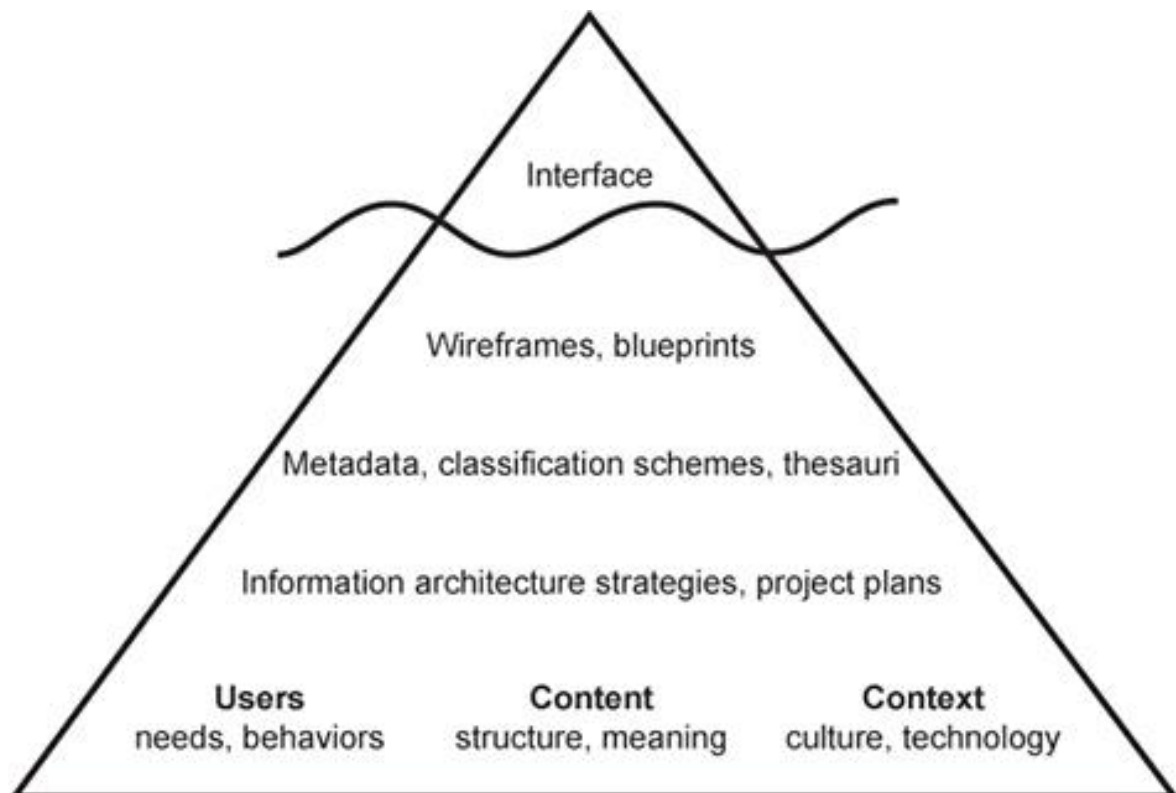 Interface
Wireframes, blueprints
Metadata, classification schemes, thesauri
Information architecture strategies, project plans
Users
needs, behaviors
Content
structure, meaning
Context
culture, technology